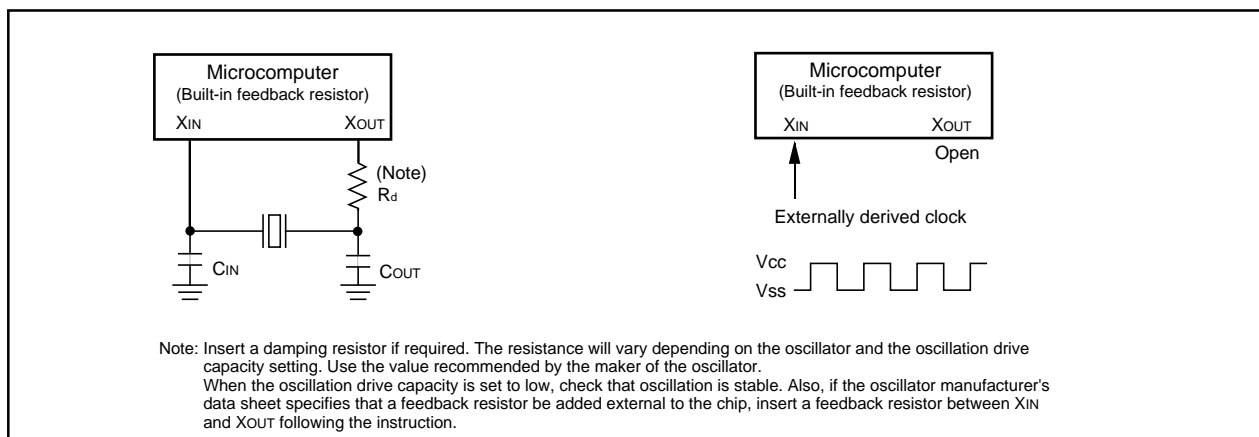 Microcomputer
(Built-in feedback resistor)
XIN XOUT
(Note)
Rd
CIN
COUT
Microcomputer
(Built-in feedback resistor)
XIN XOUT
Open
Externally derived clock
Vcc
Vss
Note: Insert a damping resistor if required. The resistance will vary depending on the oscillator and the oscillation drive
capacity setting. Use the value recommended by the maker of the oscillator.
When the oscillation drive capacity is set to low, check that oscillation is stable. Also, if the oscillator manufacturer's
data sheet specifies that a feedback resistor be added external to the chip, insert a feedback resistor between XIN
and XOUT following the instruction.